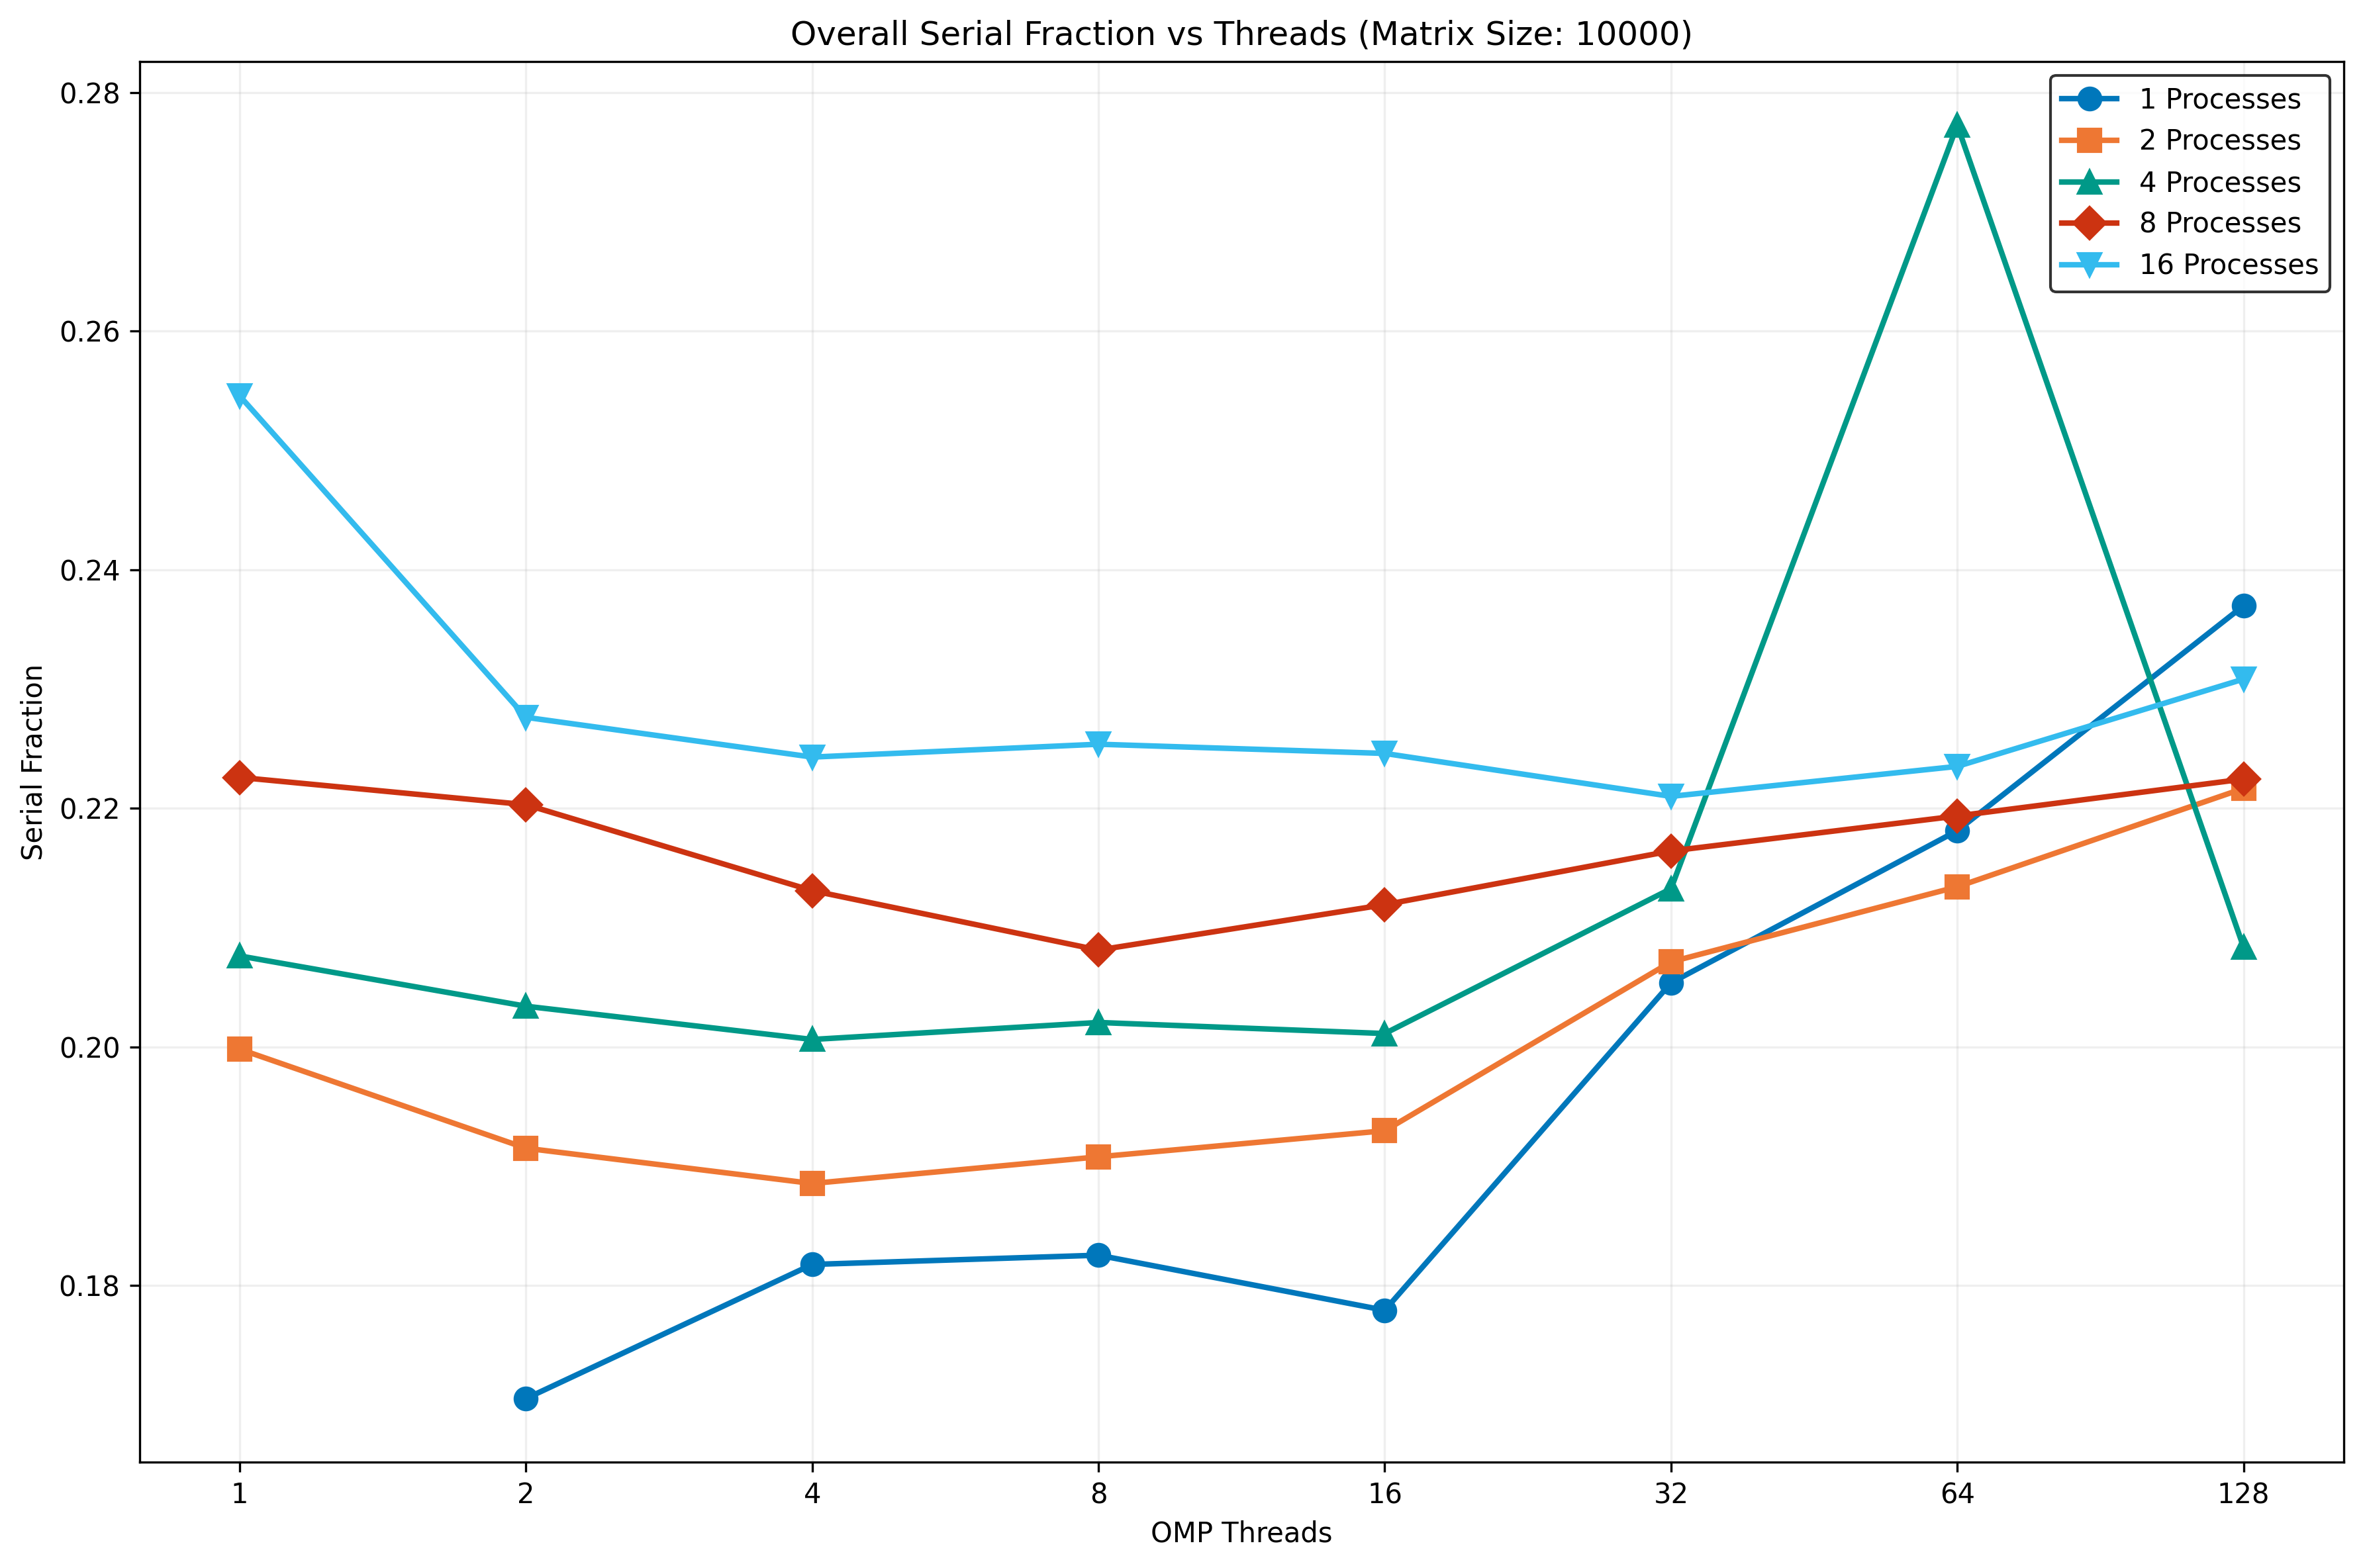 Overall Serial Fraction vs Threads (Matrix Size: 10000)
0.28
0.26
0.24
0.22
0.20
0.18
Serial Fraction
1 Processes
2 Processes
4 Processes
8 Processes
16 Processes
1 2 4 8 16 32 64 128
OMP Threads